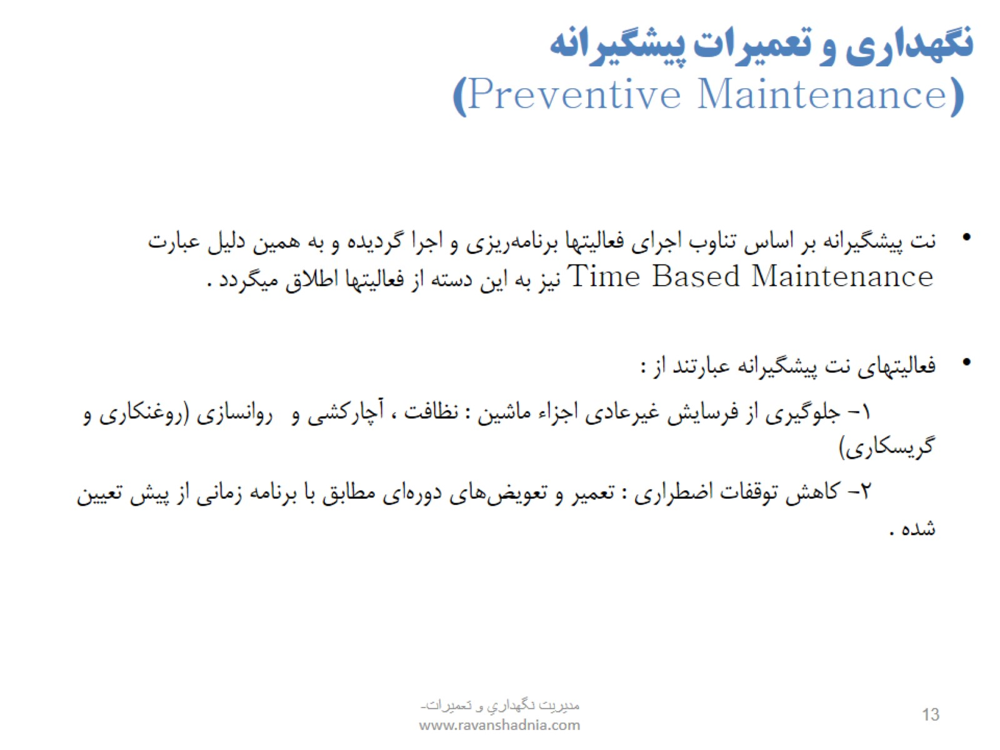 نگهداری و تعمیرات پیشگیرانه
(Preventive Maintenance)
• نت پیشگیرانه بر اساس تناوب اجرای فعالیتها برنامه‌ریزی و اجرا گردیده و به همین دلیل عبارت
Time Based Maintenance نیز به این دسته از فعالیتها اطلاق میگردد .
• فعالیتهای نت پیشگیرانه عبارتند از :
۱- جلوگیری از فرسایش غیرعادی اجزاء ماشین : نظافت ، آچارکشی و روانسازی (روغنکاری و
گریسکاری)
۲- کاهش توقفات اضطراری : تعمیر و تعویض‌های دوره‌ای مطابق با برنامه زمانی از پیش تعیین
شده .
مديريت نگهداري و تعميرات-
www.ravanshadnia.com
13